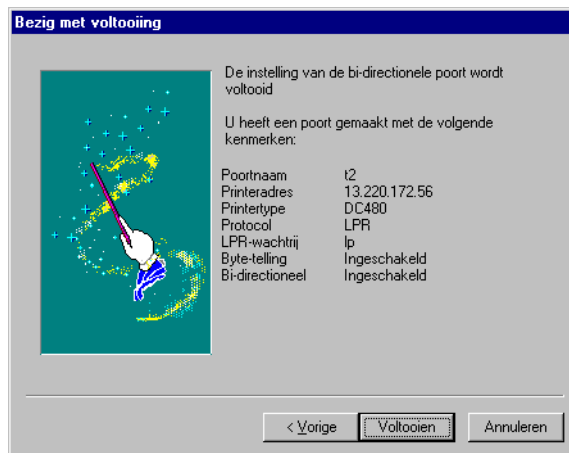 Bezig met voltooiing
De instelling van de bi-directionele poort wordt
voltooid
U heeft een poort gemaakt met de volgende
kenmerken:
Poortnaam t2
Printeradres 13.220.172.56
Printertype DC480
Protocol LPR
LPR-wachtrij lp
Byte-telling Ingeschakeld
Bi-directioneel Ingeschakeld
< Vorige Voltooien Annuleren